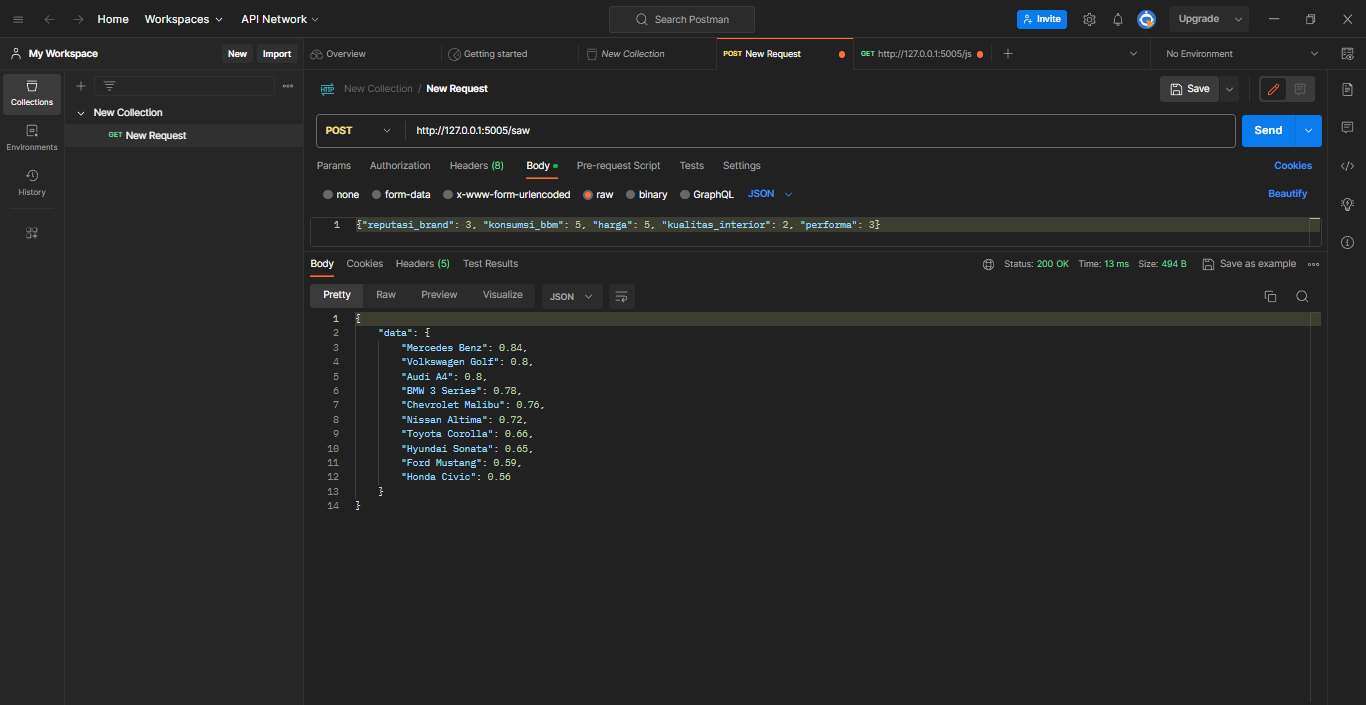 Home Workspaces API Network Search Postman Invite Upgrade
My Workspace New Import Overview Getting started New Collection POST New Request GET http://127.0.0.1:5005/js No Environment
Collections
Environments
History
New Collection
GET New Request
HTTP New Collection / New Request Save
POST http://127.0.0.1:5005/saw Send
Params Authorization Headers (8) Body Pre-request Script Tests Settings Cookies
none form-data x-www-form-urlencoded raw binary GraphQL JSON Beautify
1 {"reputasi_brand": 3, "konsumsi_bbm": 5, "harga": 5, "kualitas_interior": 2, "performa": 3}
Body Cookies Headers (5) Test Results Status: 200 OK Time: 13 ms Size: 494 B Save as example
Pretty Raw Preview Visualize JSON
1 {
2 "data": {
3 "Mercedes Benz": 0.84,
4 "Volkswagen Golf": 0.8,
5 "Audi A4": 0.8,
6 "BMW 3 Series": 0.78,
7 "Chevrolet Malibu": 0.76,
8 "Nissan Altima": 0.72,
9 "Toyota Corolla": 0.66,
10 "Hyundai Sonata": 0.65,
11 "Ford Mustang": 0.59,
12 "Honda Civic": 0.56
13 }
14 }